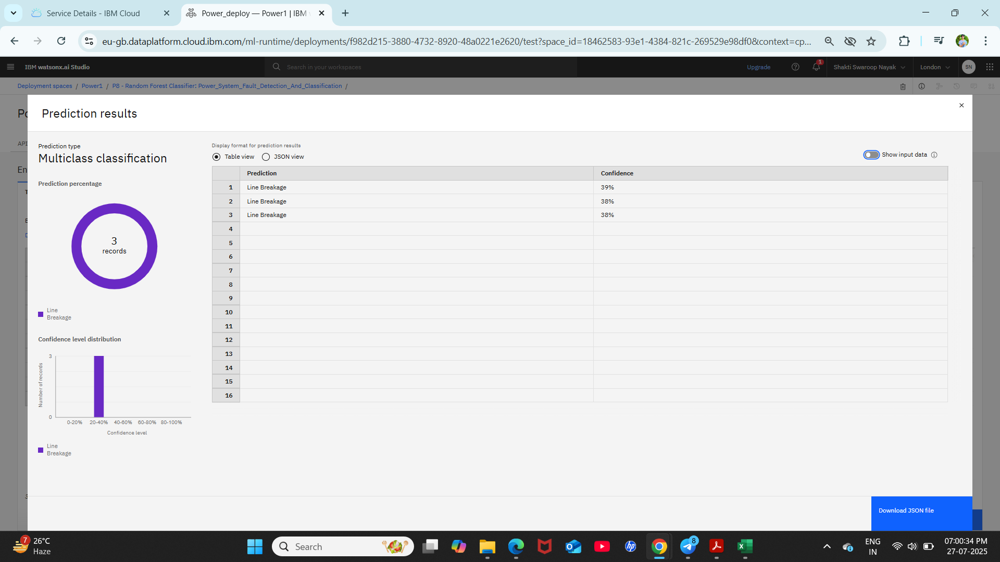 Service Details - IBM Cloud
Power_deploy — Power1 | IBM
eu-gb.dataplatform.cloud.ibm.com/ml-runtime/deployments/f982d215-3880-4732-8920-48a0221e2620/test?space_id=18462583-93e1-4384-821c-269529e98df0&context=cp...
IBM watsonx.ai Studio
Search in your workspaces
Upgrade
1
Shakti Swaroop Nayak
London
SN
Deployment spaces / Power1 / P8 - Random Forest Classifier: Power_System_Fault_Detection_And_Classification /
Prediction results
API
En
Prediction type
Multiclass classification
Prediction percentage
3
records
Line
Breakage
Confidence level distribution
Number of records
3
0
0-20% 20-40% 40-60% 60-80% 80-100%
Confidence level
Line
Breakage
Display format for prediction results
Table view JSON view
Show input data
Prediction Confidence
1 Line Breakage 39%
2 Line Breakage 38%
3 Line Breakage 38%
4
5
6
7
8
9
10
11
12
13
14
15
16
Download JSON file
7
26°C
Haze
Search
8
ENG
IN
07:00:34 PM
27-07-2025